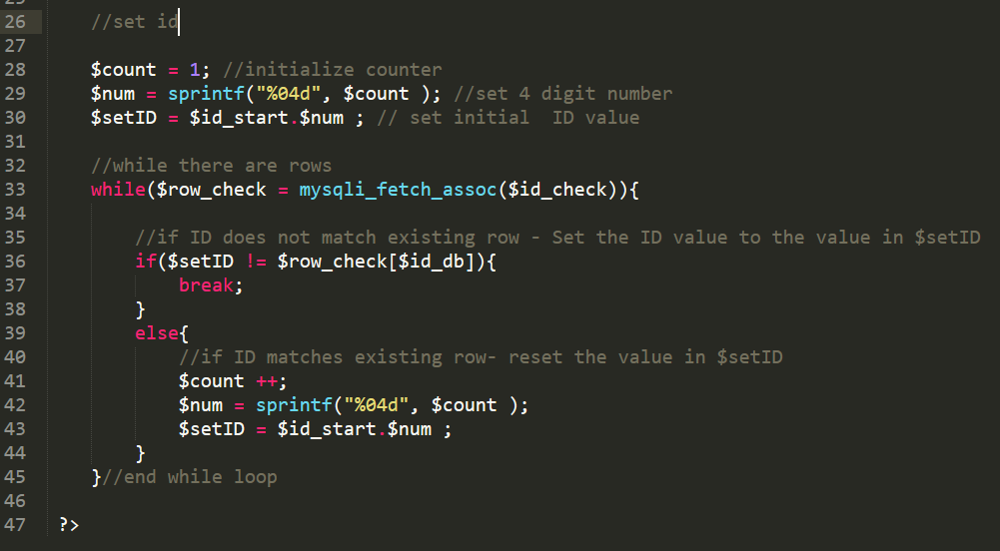 25
26 //set id
27
28 $count = 1; //initialize counter
29 $num = sprintf("%04d", $count ); //set 4 digit number
30 $setID = $id_start.$num ; // set initial  ID value
31
32 //while there are rows
33 while($row_check = mysqli_fetch_assoc($id_check)){
34
35 //if ID does not match existing row - Set the ID value to the value in $setID
36 if($setID != $row_check[$id_db]){
37 break;
38 }
39 else{
40 //if ID matches existing row- reset the value in $setID
41 $count ++;
42 $num = sprintf("%04d", $count );
43 $setID = $id_start.$num ;
44 }
45 }//end while loop
46
47 ?>